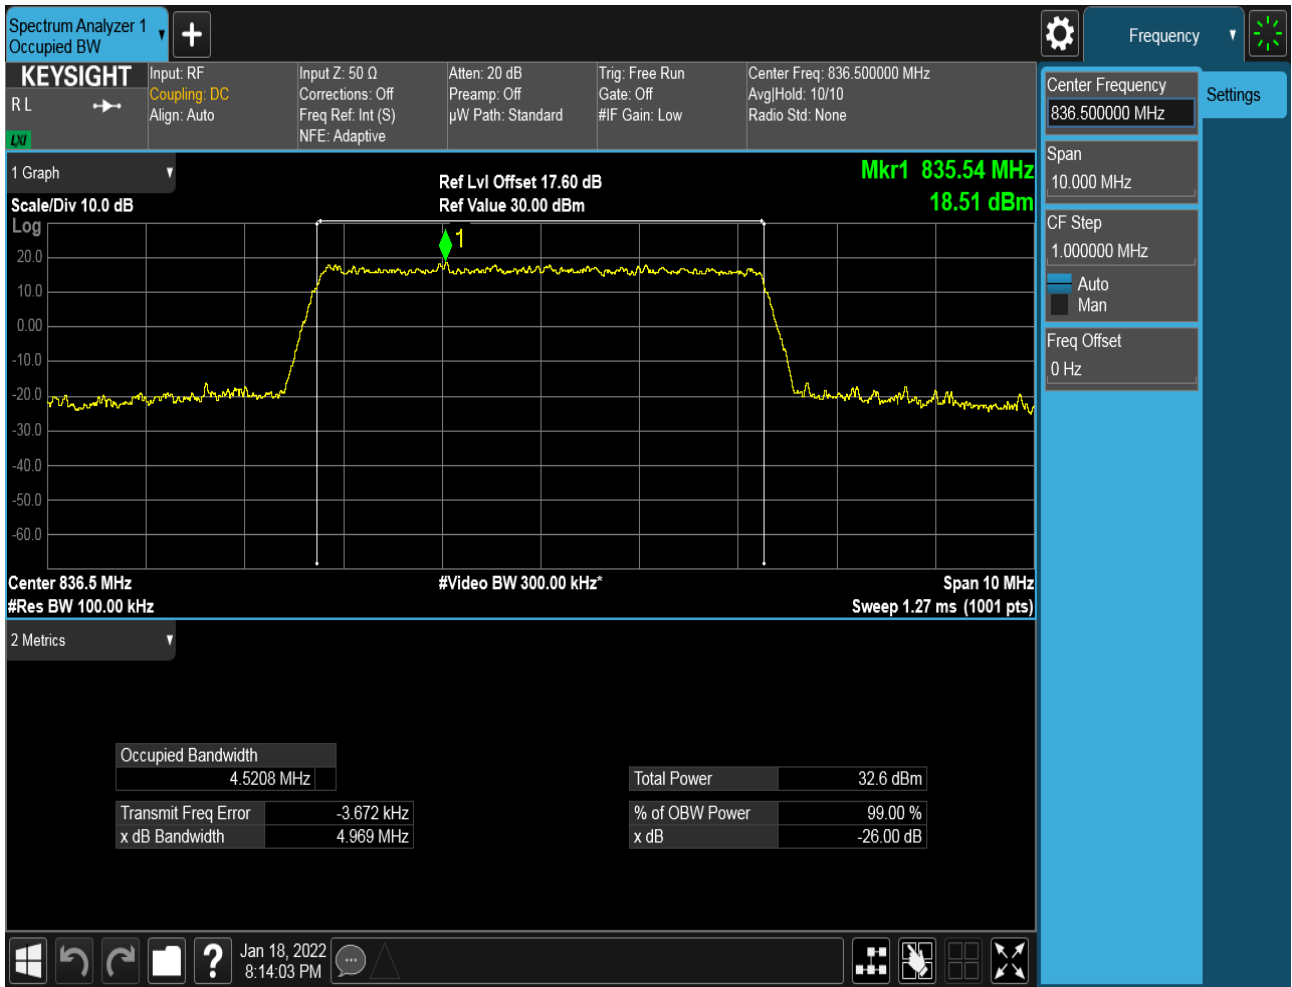 Spectrum Analyzer 1
Occupied BW
Frequency
KEYSIGHT
R L
LXI
Input: RF
Coupling: DC
Align: Auto
Input Z: 50 Ω
Corrections: Off
Freq Ref: Int (S)
NFE: Adaptive
Atten: 20 dB
Preamp: Off
µW Path: Standard
Trig: Free Run
Gate: Off
#IF Gain: Low
Center Freq: 836.500000 MHz
Avg|Hold: 10/10
Radio Std: None
Center Frequency
836.500000 MHz
Settings
Span
10.000 MHz
CF Step
1.000000 MHz
Auto
Man
Freq Offset
0 Hz
1 Graph
Scale/Div 10.0 dB
Ref Lvl Offset 17.60 dB
Ref Value 30.00 dBm
Mkr1 835.54 MHz
18.51 dBm
Log
1
20.0
10.0
0.00
-10.0
-20.0
-30.0
-40.0
-50.0
-60.0
Center 836.5 MHz
#Video BW 300.00 kHz*
Span 10 MHz
#Res BW 100.00 kHz
Sweep 1.27 ms (1001 pts)
2 Metrics
Occupied Bandwidth
4.5208 MHz
Total Power 32.6 dBm
Transmit Freq Error -3.672 kHz
% of OBW Power 99.00 %
x dB Bandwidth 4.969 MHz
x dB -26.00 dB
?
Jan 18, 2022
8:14:03 PM